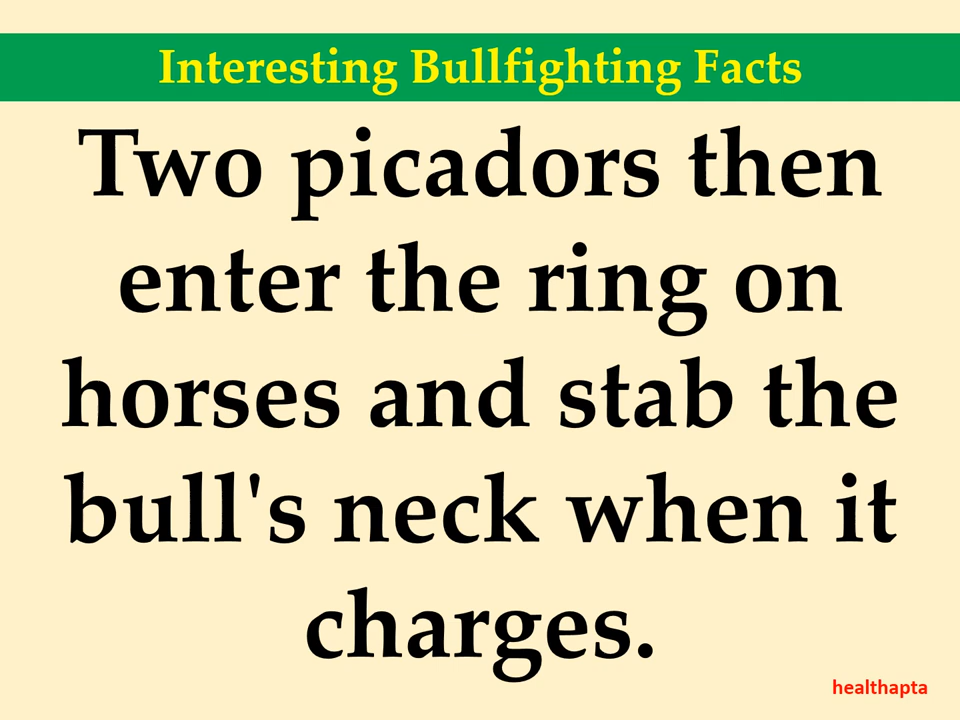 Interesting Bullfighting Facts
Two picadors then
enter the ring on
horses and stab the
bull's neck when it
charges.
healthapta